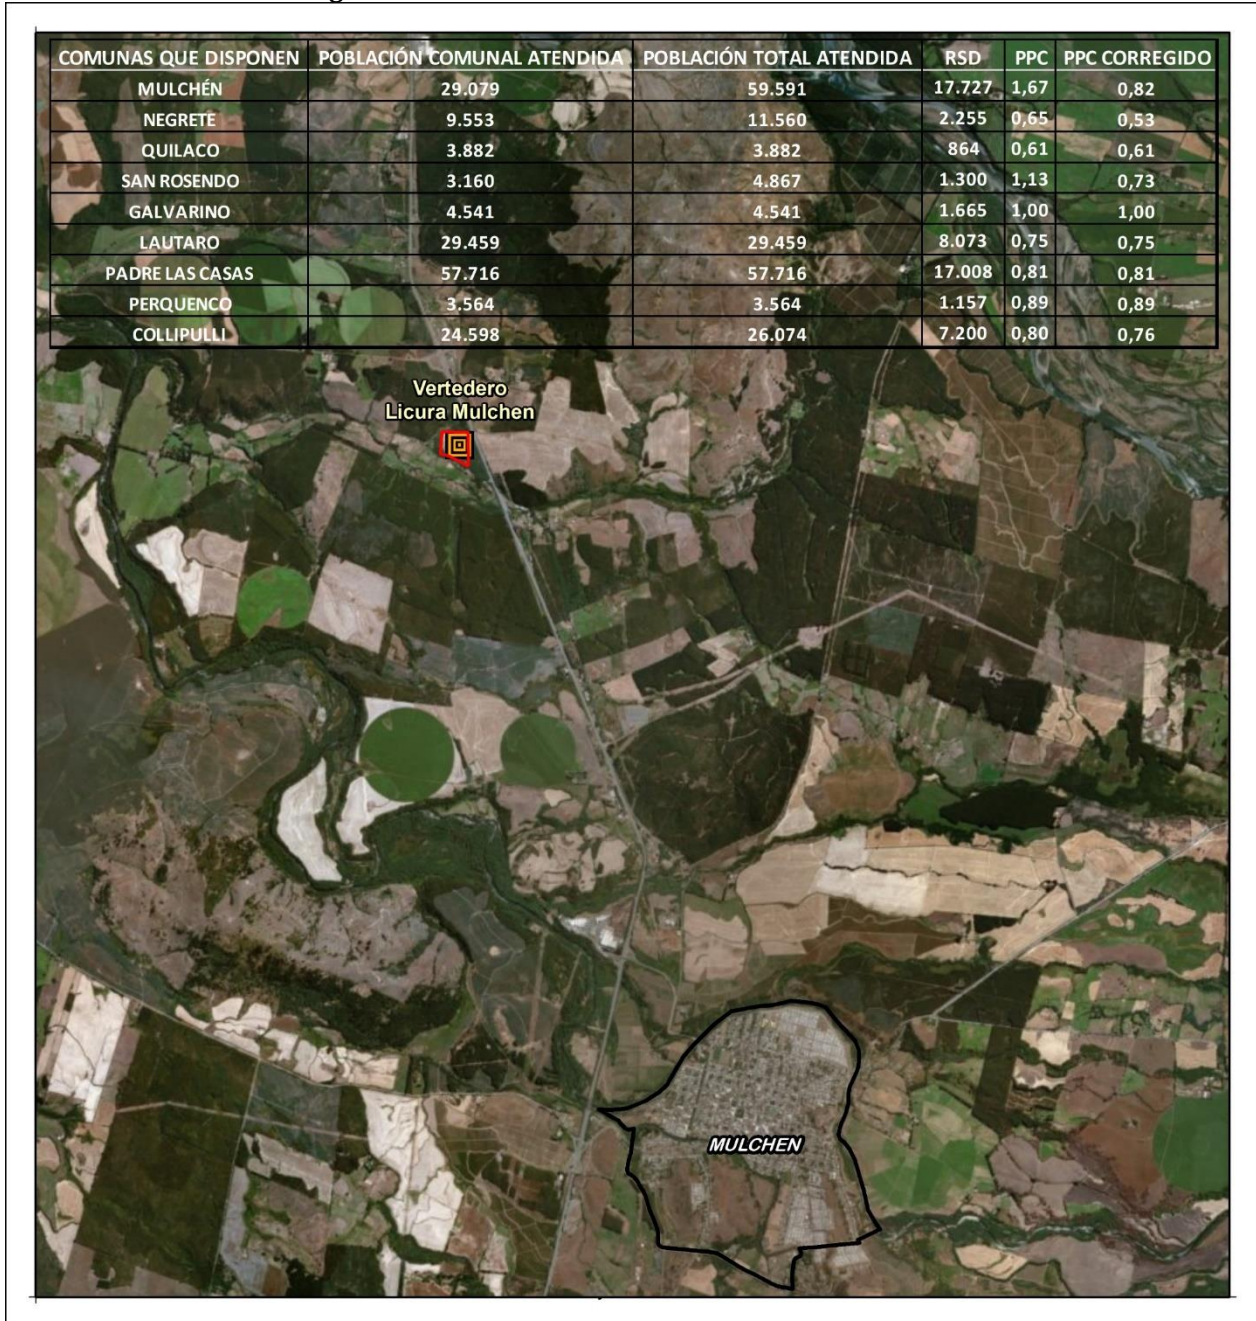 COMUNAS QUE DISPONEN POBLACIÓN COMUNAL ATENDIDA POBLACIÓN TOTAL ATENDIDA RSD PPC PPC CORREGIDO
MULCHÉN 29.079 59.591 17.727 1,67 0,82
NEGRETE 9.553 11.560 2.255 0,65 0,53
QUILACO 3.882 3.882 864 0,61 0,61
SAN ROSENDO 3.160 4.867 1.300 1,13 0,73
GALVARINO 4.541 4.541 1.665 1,00 1,00
LAUTARO 29.459 29.459 8.073 0,75 0,75
PADRE LAS CASAS 57.716 57.716 17.008 0,81 0,81
PERQUENCO 3.564 3.564 1.157 0,89 0,89
COLLIPULLI 24.598 26.074 7.200 0,80 0,76
Vertedero
Licura Mulchen
MULCHEN